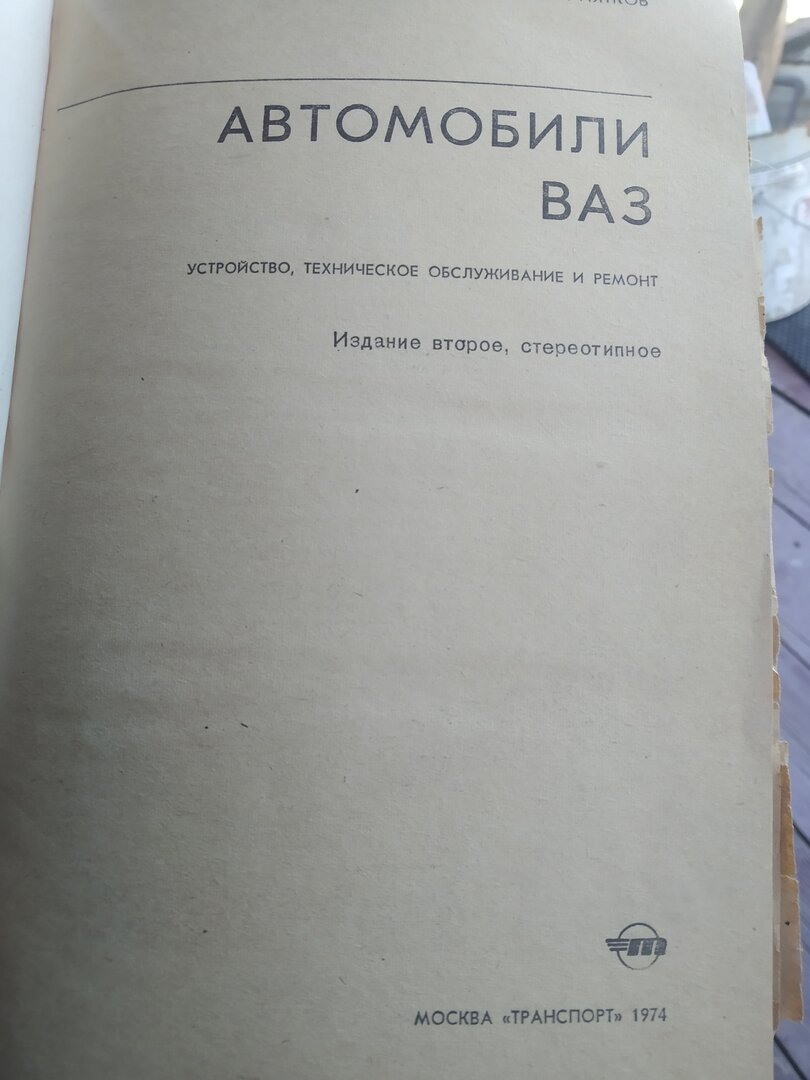 АВТОМОБИЛИ
ВАЗ
УСТРОЙСТВО, ТЕХНИЧЕСКОЕ ОБСЛУЖИВАНИЕ И РЕМОНТ
Издание второе, стереотипное
т
МОСКВА «ТРАНСПОРТ» 1974